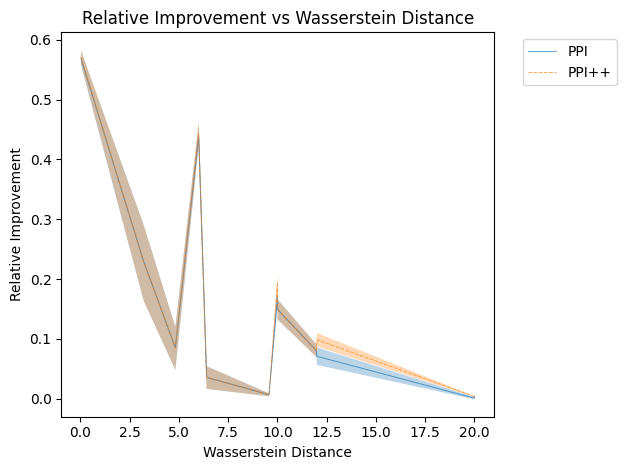 Relative Improvement vs Wasserstein Distance
PPI
PPI++
Relative Improvement
0.6
0.5
0.4
0.3
0.2
0.1
0.0
0.0 2.5 5.0 7.5 10.0 12.5 15.0 17.5 20.0
Wasserstein Distance